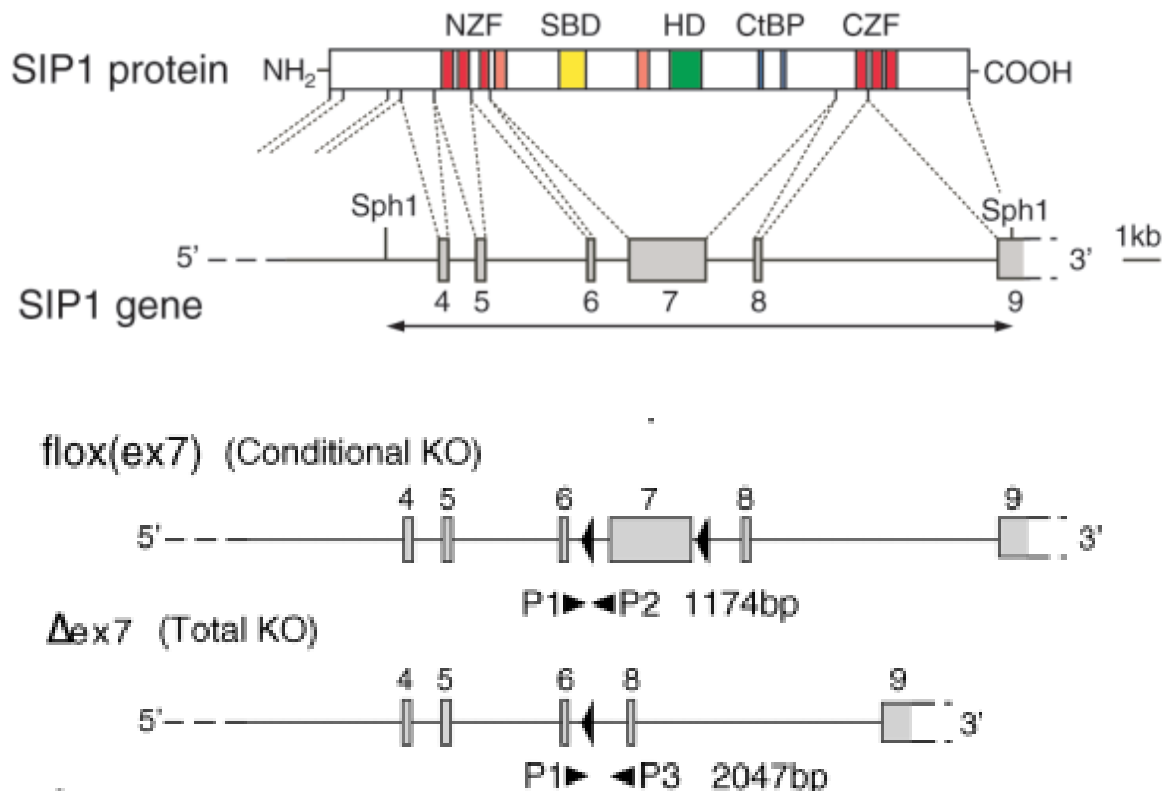 NZF SBD HD CtBP CZF
SIP1 protein NH2 COOH
Sph1 Sph1 1kb
5' 3'
4 5 6 7 8 9
SIP1 gene
flox(ex7) (Conditional KO)
4 5 6 7 8 9
5' 3'
P1 P2 1174bp
Δex7 (Total KO)
4 5 6 8 9
5' 3'
P1 P3 2047bp